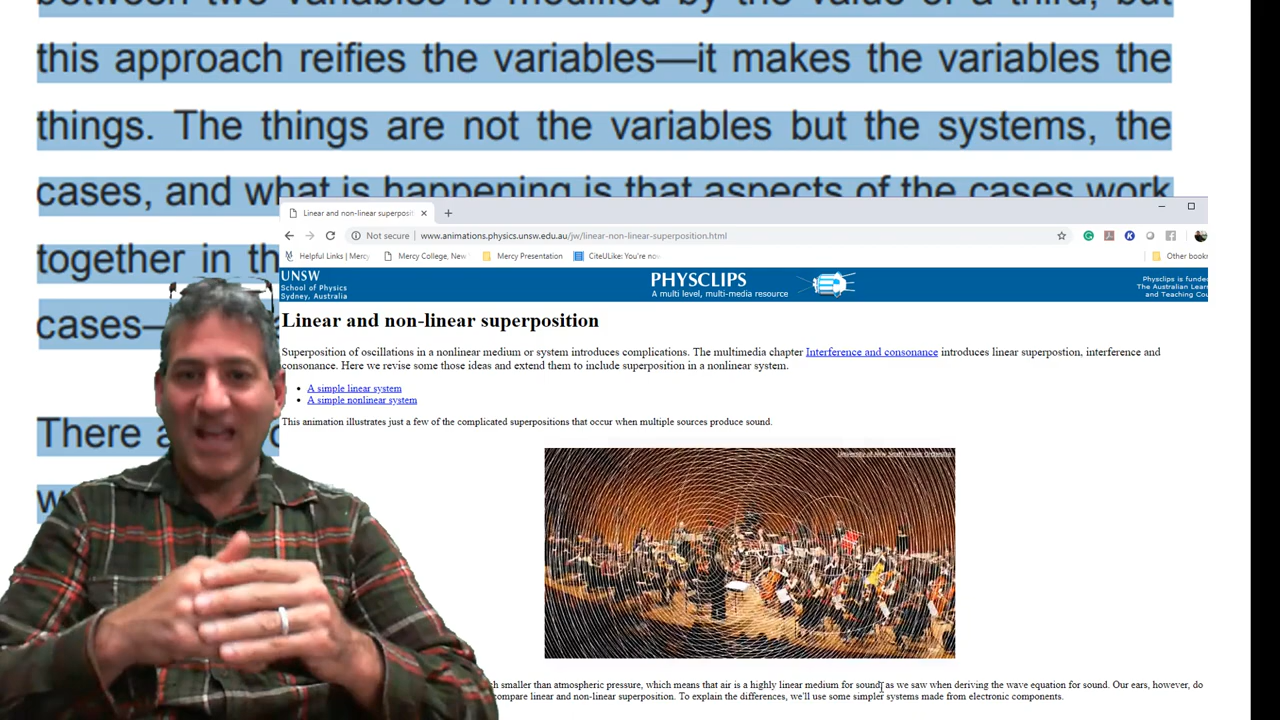 between two variables is modified by the value of a third, but
this approach reifies the variables—it makes the variables the
things. The things are not the variables but the systems, the
cases, and what is happening is that aspects of the cases work
together in th
cases—
There a
w
Linear and non-linear superposit
Not secure | www.animations.physics.unsw.edu.au/jw/linear-non-linear-superposition.html
Helpful Links | Mercy Mercy College, New Mercy Presentation CiteULike: You're no Other book
UNSW
School of Physics
Sydney, Australia
PHYSCLIPS
A multi level, multi-media resource
Physclips is funde
The Australian Lear
and Teaching Cou
Linear and non-linear superposition
Superposition of oscillations in a nonlinear medium or system introduces complications. The multimedia chapter Interference and consonance introduces linear superpostion, interference and
consonance. Here we revise some those ideas and extend them to include superposition in a nonlinear system.
• A simple linear system
• A simple nonlinear system
This animation illustrates just a few of the complicated superpositions that occur when multiple sources produce sound.
University of New South Wales Orchestra
h smaller than atmospheric pressure, which means that air is a highly linear medium for sound, as we saw when deriving the wave equation for sound. Our ears, however, do
compare linear and non-linear superposition. To explain the differences, we'll use some simpler systems made from electronic components.